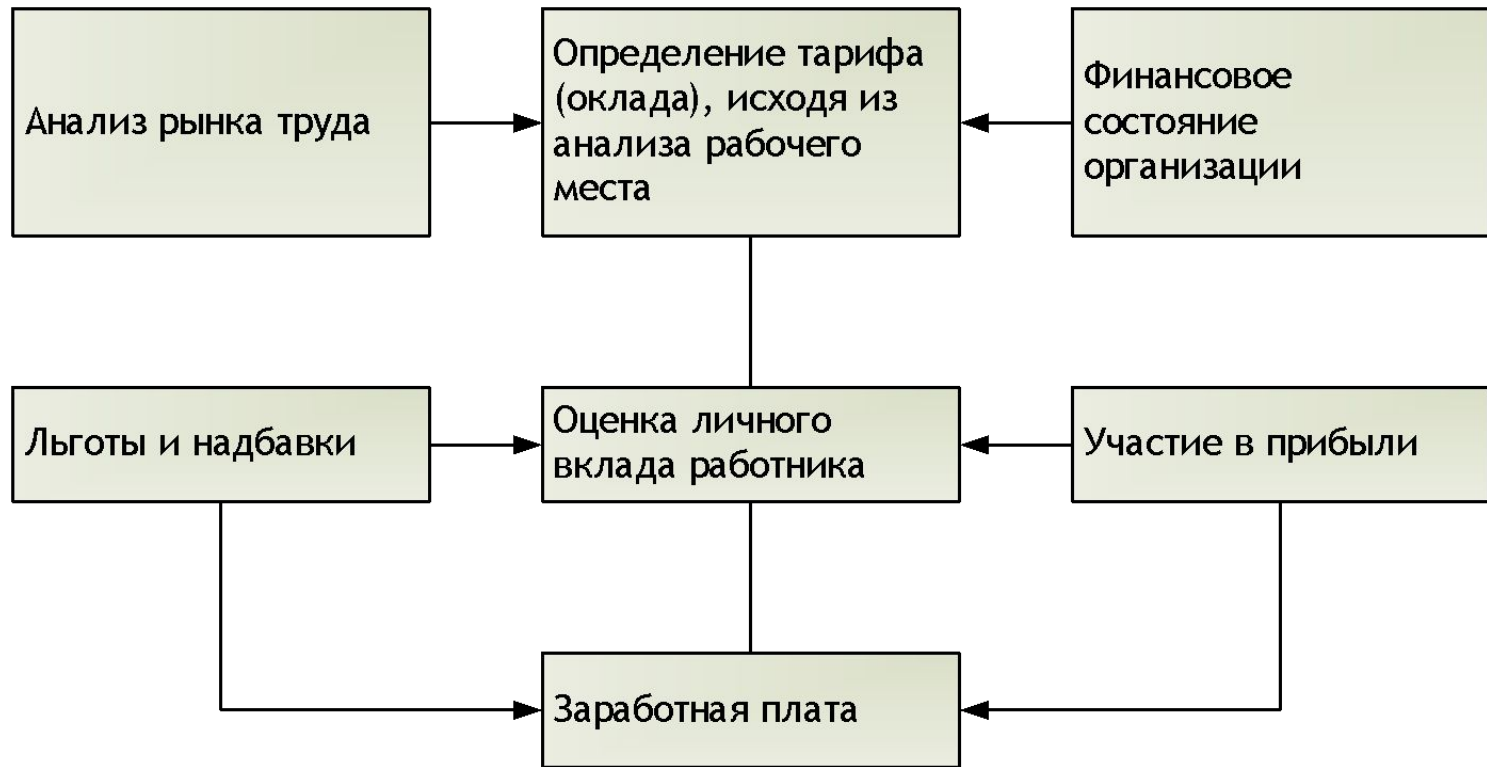 Анализ рынка труда
Определение тарифа
(оклада), исходя из
анализа рабочего
места
Финансовое
состояние
организации
Льготы и надбавки
Оценка личного
вклада работника
Участие в прибыли
Заработная плата